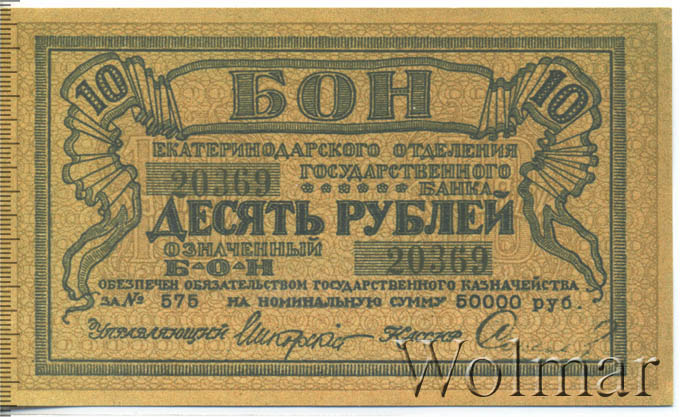 10 БОН 10
ЕКАТЕРИНОДАРСКОГО ОТДЕЛЕНИЯ
20369 ГОСУДАРСТВЕННОГО
БАНКА
ДЕСЯТЬ РУБЛЕЙ
ОЗНАЧЕННЫЙ
Б-О-Н 20369
ОБЕСПЕЧЕН ОБЯЗАТЕЛЬСТВОМ ГОСУДАРСТВЕННОГО КАЗНАЧЕЙСТВА
ЗА № 575 НА НОМИНАЛЬНУЮ СУММУ 50000 РУБ.
Управляющий Кассир
Wolmar